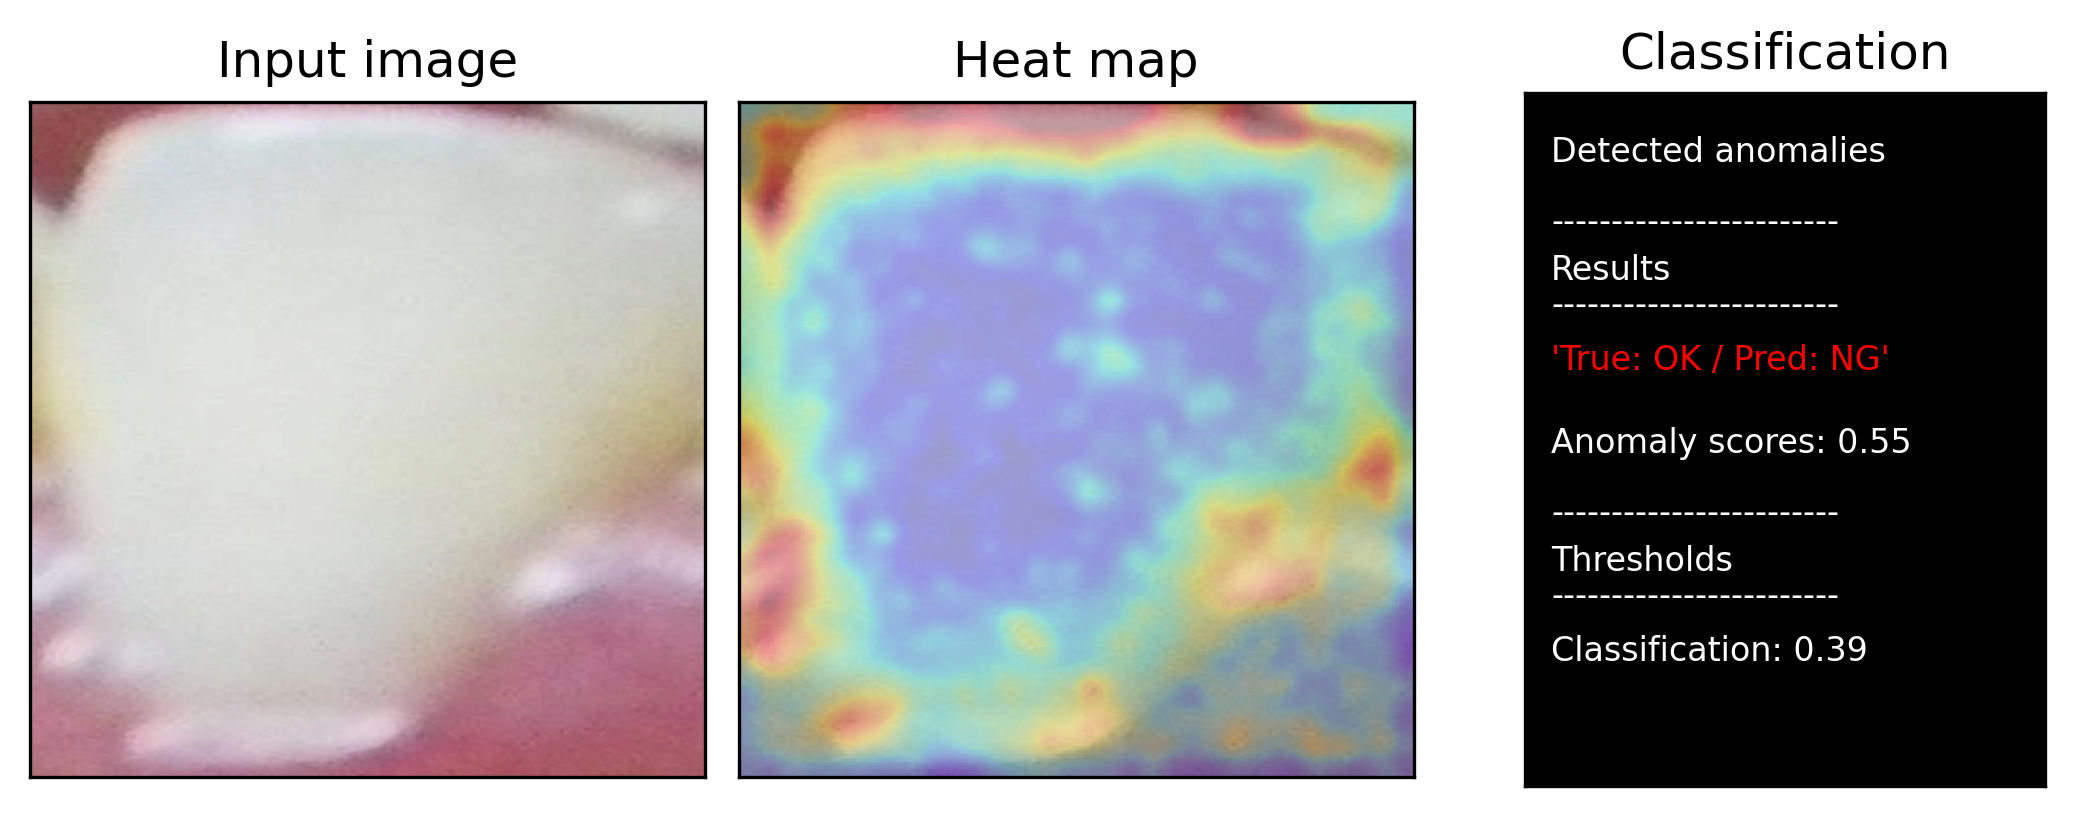 Input image
Heat map
Classification
Detected anomalies
------------------------
Results
------------------------
'True: OK / Pred: NG'
Anomaly scores: 0.55
------------------------
Thresholds
------------------------
Classification: 0.39